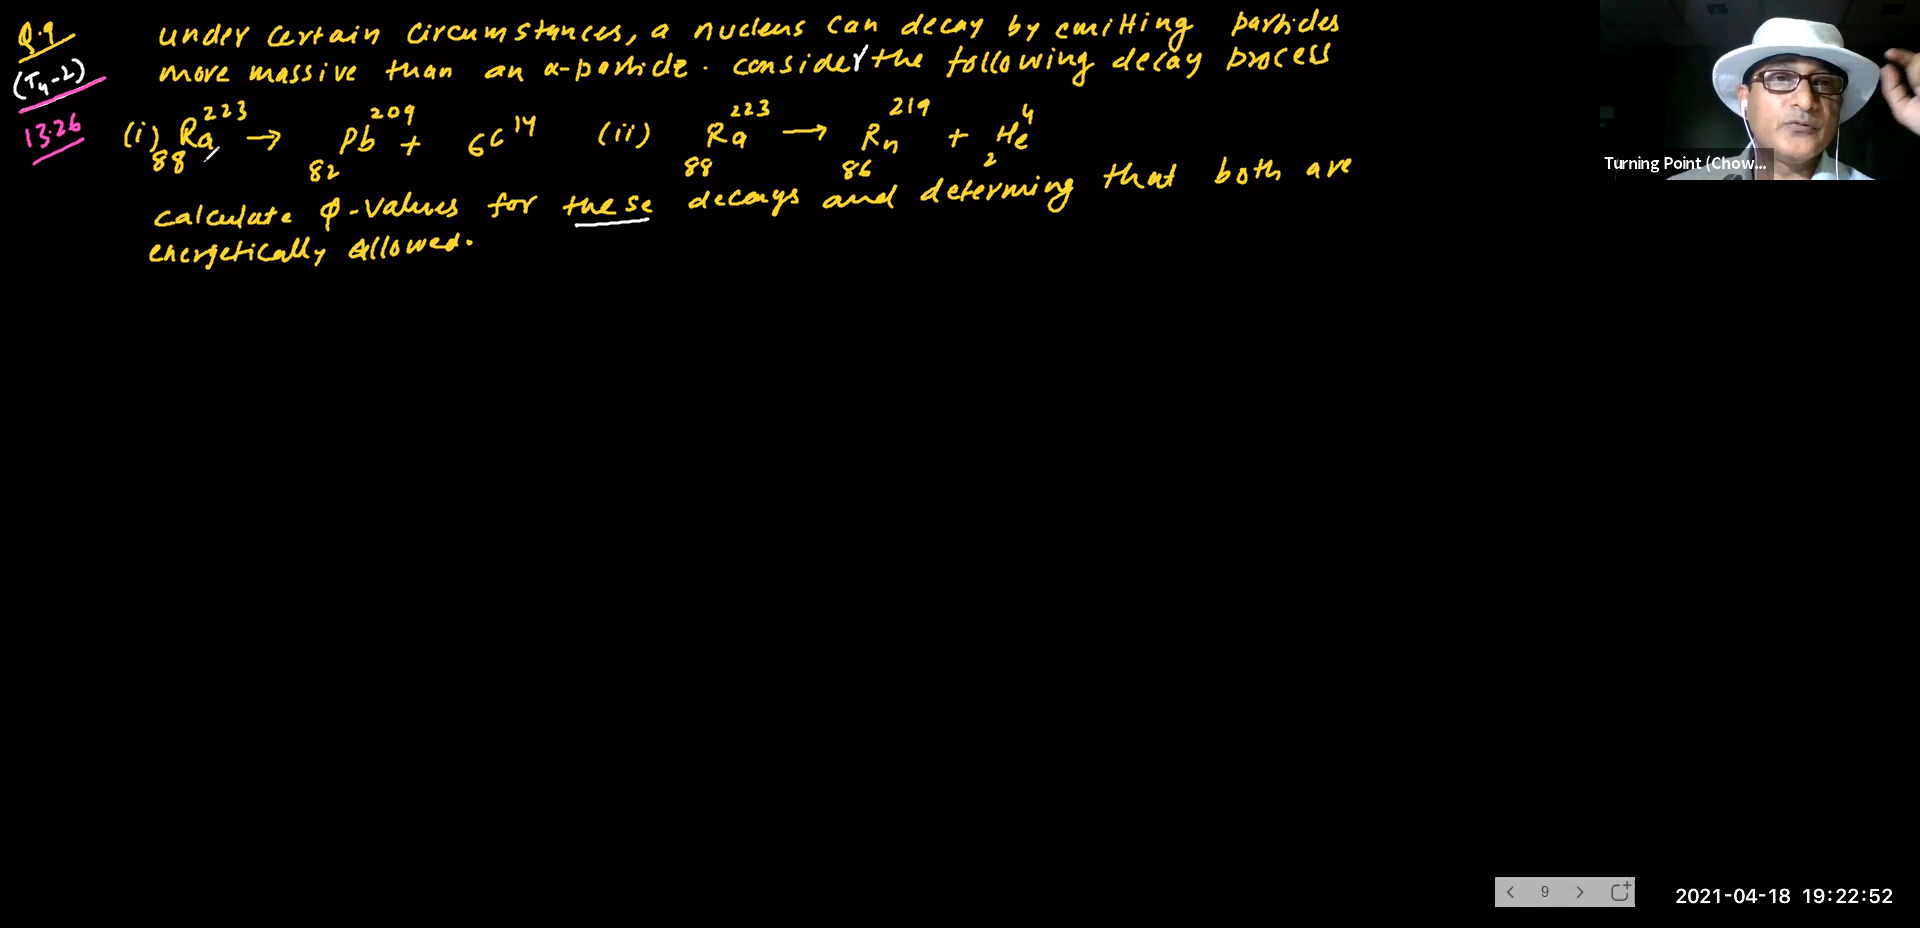 Q.9
(T4-2)
13.26
under certain circumstances, a nucleus can decay by emitting particles
more massive than an α-particle. consider the following decay process
(i) 88Ra223 → 82Pb209 + 6C14 (ii) 88Ra223 → 86Rn219 + 2He4
calculate Q-values for these decays and determing that both are
energetically allowed.
Turning Point (Chow...
9
2021-04-18 19:22:52